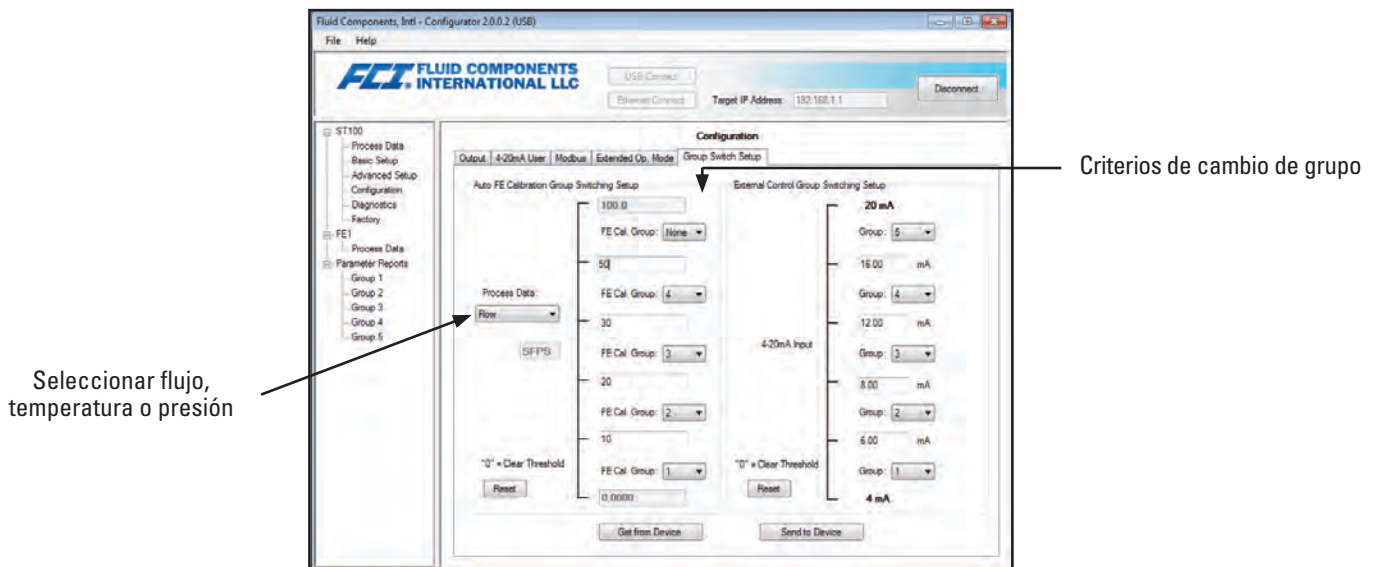 Fluid Components, Intl - Configurator 2.0.0.2 (USB)
File Help
FCI FLUID COMPONENTS
INTERNATIONAL LLC
USB Connect
Ethernet Connect
Target IP Address: 192.168.1.1
Disconnect
ST100
Process Data
Basic Setup
Advanced Setup
Configuration
Diagnostics
Factory
FE1
Process Data
Parameter Reports
Group 1
Group 2
Group 3
Group 4
Group 5
Configuration
Output 4-20mA User Modbus Extended Op. Mode Group Switch Setup
Auto FE Calibration Group Switching Setup
100.0
FE Cal. Group: None
50
Process Data:
Flow
SFPS
FE Cal. Group: 4
30
FE Cal. Group: 3
20
FE Cal. Group: 2
10
"0" = Clear Threshold
Reset
FE Cal. Group: 1
0.0000
External Control Group Switching Setup
20 mA
Group: 5
16.00 mA
Group: 4
12.00 mA
4-20mA Input
Group: 3
8.00 mA
Group: 2
6.00 mA
"0" = Clear Threshold
Reset
Group: 1
4 mA
Get from Device
Send to Device
Criterios de cambio de grupo
Seleccionar flujo,
temperatura o presión